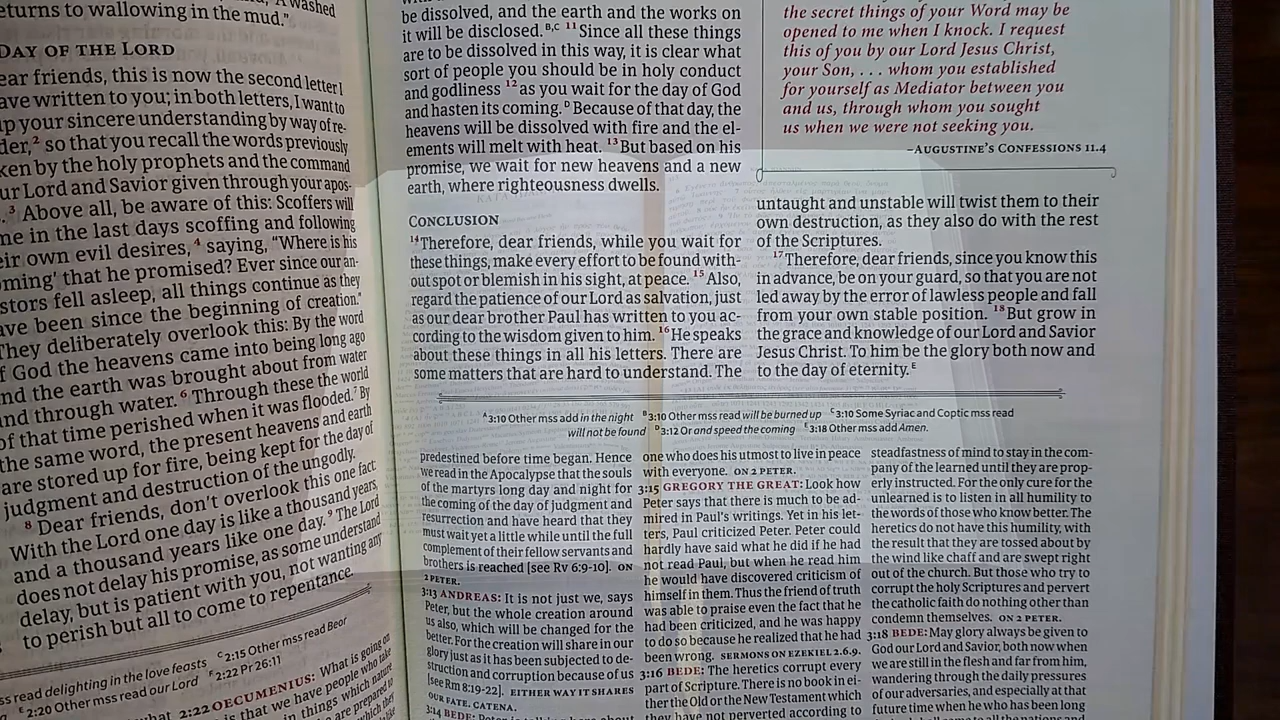 returns to wallowing in the mud."
DAY OF THE LORD
ear friends, this is now the second letter I
ave written to you; in both letters, I want to
up your sincere understanding by way of re-
der,² so that you recall the words previously
ken by the holy prophets and the command
ur Lord and Savior given through your apos-
³ Above all, be aware of this: Scoffers will
me in the last days scoffing and following
eir own evil desires, ⁴ saying, "Where is his
oming' that he promised? Ever since our
stors fell asleep, all things continue as they
ave been since the beginning of creation."
They deliberately overlook this: By the word
f God the heavens came into being long ago
nd the earth was brought about from water
nd through water. ⁶ Through these the world
of that time perished when it was flooded. ⁷ By
the same word, the present heavens and earth
are stored up for fire, being kept for the day of
judgment and destruction of the ungodly.
⁸ Dear friends, don't overlook this one fact:
With the Lord one day is like a thousand years,
and a thousand years like one day. ⁹ The Lord
does not delay his promise, as some understand
delay, but is patient with you, not wanting any
to perish but all to come to repentance.
ss read delighting in the love feasts C2:15 Other mss read Beor
E2:20 Other mss read our Lord F2:22 Pr 26:11
2:22 OECUMENIUS: What is going on
is that we have people who take
be dissolved, and the earth and the works on
it will be disclosed. ¹¹ Since all these things
are to be dissolved in this way, it is clear what
sort of people you should be in holy conduct
and godliness ¹² as you wait for the day of God
and hasten its coming.ᴰ Because of that day, the
heavens will be dissolved with fire and the el-
ements will melt with heat. ¹³ But based on his
promise, we wait for new heavens and a new
earth, where righteousness dwells.
CONCLUSION
¹⁴ Therefore, dear friends, while you wait for
these things, make every effort to be found with-
out spot or blemish in his sight, at peace. ¹⁵ Also,
regard the patience of our Lord as salvation, just
as our dear brother Paul has written to you ac-
cording to the wisdom given to him. ¹⁶ He speaks
about these things in all his letters. There are
some matters that are hard to understand. The
he secret things of your Word may be
ned to me when I knock. I request
his of you by our Lord Jesus Christ,
Son . . . whom you established
yourself as Mediator between you
nd us, through whom you sought
s when we were not seeking you.
–AUGUSTINE'S CONFESSIONS 11.4
untaught and unstable will twist them to their
own destruction, as they also do with the rest
of the Scriptures.
¹⁷ Therefore, dear friends, since you know this
in advance, be on your guard, so that you are not
led away by the error of lawless people and fall
from your own stable position. ¹⁸ But grow in
the grace and knowledge of our Lord and Savior
Jesus Christ. To him be the glory both now and
to the day of eternity.ᴱ
A3:10 Other mss add in the night B3:10 Other mss read will be burned up C3:10 Some Syriac and Coptic mss read
will not be found D3:12 Or and speed the coming E3:18 Other mss add Amen.
predestined before time began. Hence
we read in the Apocalypse that the souls
of the martyrs long day and night for
the coming of the day of judgment and
resurrection and have heard that they
must wait yet a little while until the full
complement of their fellow servants and
brothers is reached [see Rv 6:9-10]. ON
2 PETER.
3:13 ANDREAS: It is not just we, says
Peter, but the whole creation around
us also, which will be changed for the
better. For the creation will share in our
glory just as it has been subjected to de-
struction and corruption because of us
[see Rm 8:19-22]. EITHER WAY IT SHARES
OUR FATE. CATENA.
3:14 BEDE:
one who does his utmost to live in peace
with everyone. ON 2 PETER.
3:15 GREGORY THE GREAT: Look how
Peter says that there is much to be ad-
mired in Paul's writings. Yet in his let-
ters, Paul criticized Peter. Peter could
hardly have said what he did if he had
not read Paul, but when he read him
he would have discovered criticism of
himself in them. Thus the friend of truth
was able to praise even the fact that he
had been criticized, and he was happy
to do so because he realized that he had
been wrong. SERMONS ON EZEKIEL 2.6.9.
3:16 BEDE: The heretics corrupt every
part of Scripture. There is no book in ei-
ther the Old or the New Testament which
they have not perverted according to
steadfastness of mind to stay in the com-
pany of the learned until they are prop-
erly instructed. For the only cure for the
unlearned is to listen in all humility to
the words of those who know better. The
heretics do not have this humility, with
the result that they are tossed about by
the wind like chaff and are swept right
out of the church. But those who try to
corrupt the holy Scriptures and pervert
the catholic faith do nothing other than
condemn themselves. ON 2 PETER.
3:18 BEDE: May glory always be given to
God our Lord and Savior, both now when
we are still in the flesh and far from him,
wandering through the daily pressures
of our adversaries, and especially at that
future time when he who has been long